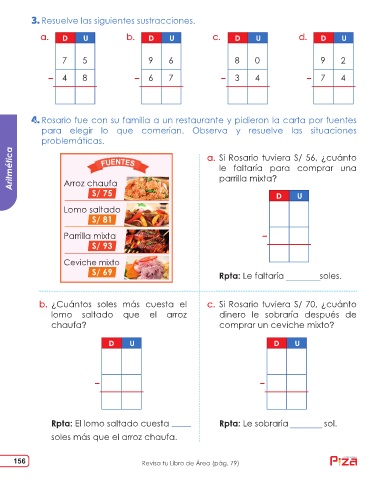 3. Resuelve las siguientes sustracciones.
a. D U b. D U c. D U d. D U
7 5 9 6 8 0 9 2
– 4 8 – 6 7 – 3 4 – 7 4
4. Rosario fue con su familia a un restaurante y pidieron la carta por fuentes
para elegir lo que comerían. Observa y resuelve las situaciones
problemáticas.
Aritmética
FUENTES
Arroz chaufa
S/ 75
Lomo saltado
S/ 81
Parrilla mixta
S/ 93
Ceviche mixto
S/ 69
a. Si Rosario tuviera S/ 56, ¿cuánto
le faltaría para comprar una
parrilla mixta?
D U
–
Rpta: Le faltaría ________soles.
b. ¿Cuántos soles más cuesta el
lomo saltado que el arroz
chaufa?
D U
–
Rpta: El lomo saltado cuesta _____
soles más que el arroz chaufa.
c. Si Rosario tuviera S/ 70, ¿cuánto
dinero le sobraría después de
comprar un ceviche mixto?
D U
–
Rpta: Le sobraría ________ sol.
156
Revisa tu Libro de Área (pág. 79)